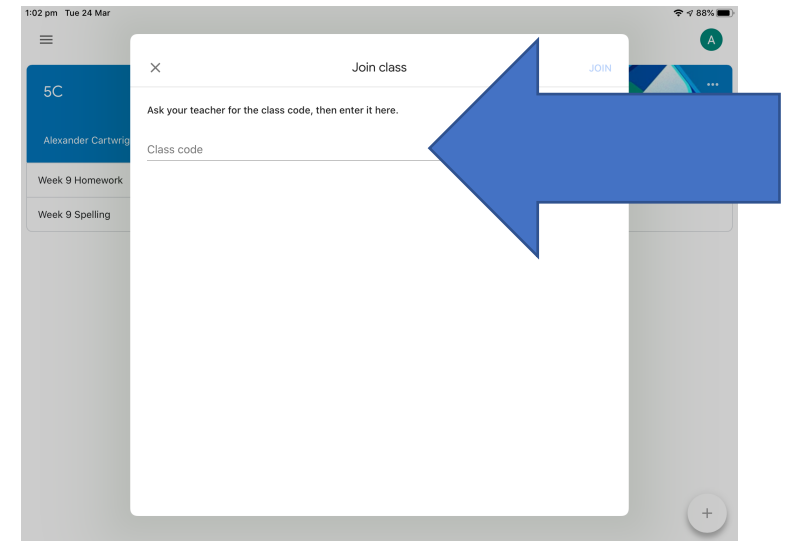 1:02 pm Tue 24 Mar
88%
A
Join class
JOIN
5C
Ask your teacher for the class code, then enter it here.
Alexander
Class code
Week 9 Homework
Week 9 Spelling